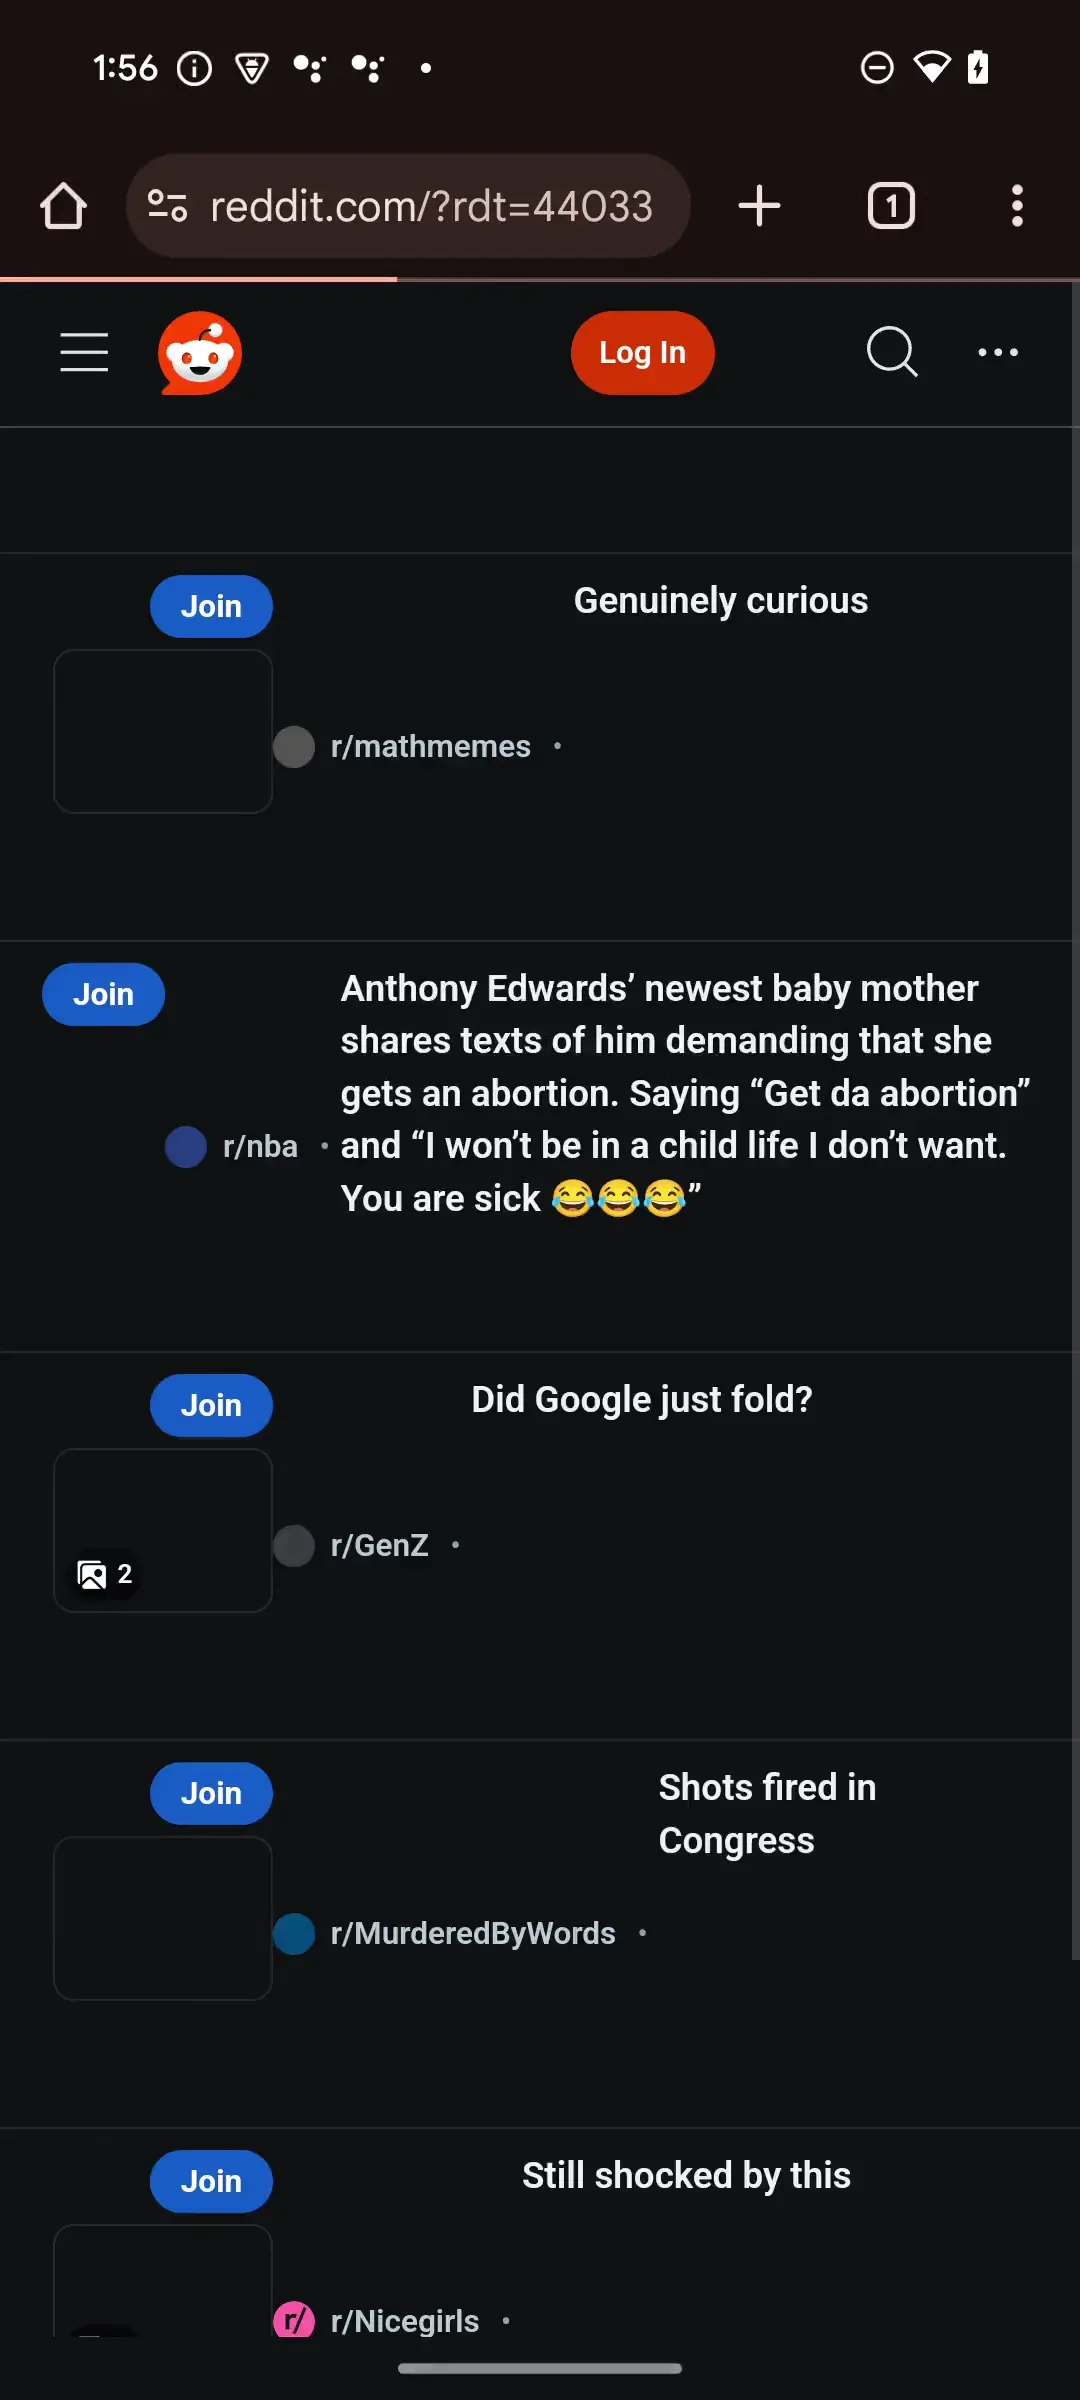 1:56
reddit.com/?rdt=44033
1
Log In
Join
Genuinely curious
r/mathmemes •
Join
Anthony Edwards’ newest baby mother
shares texts of him demanding that she
gets an abortion. Saying “Get da abortion”
r/nba • and “I won’t be in a child life I don’t want.
You are sick 😂😂😂”
Join
Did Google just fold?
r/GenZ •
2
Join
Shots fired in
Congress
r/MurderedByWords •
Join
Still shocked by this
r/ r/Nicegirls •